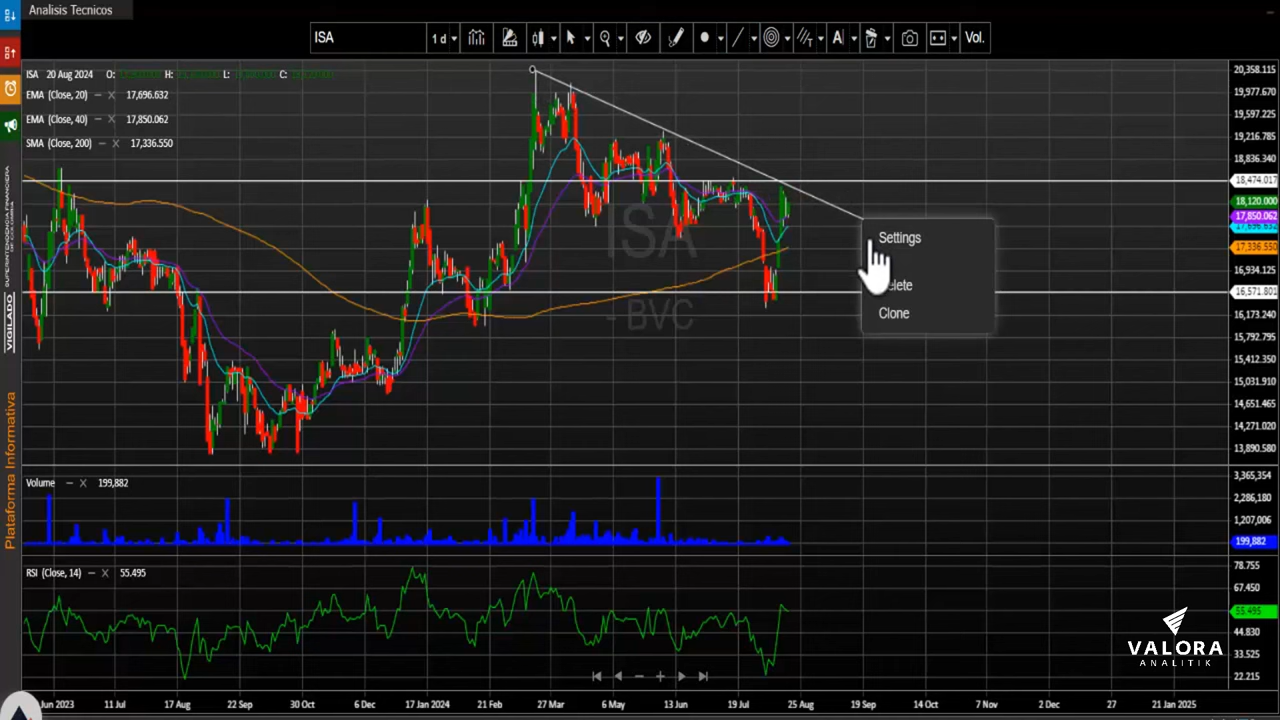 Analisis Tecnicos
ISA
1 d
A
Vol.
ISA 20 Aug 2024 O: H: L: C:
EMA (Close, 20) – X 17,696.632
EMA (Close, 40) – X 17,850.062
SMA (Close, 200) – X 17,336.550
ISA
- BVC
Settings
Clone
20,358.115
19,977.670
19,597.225
19,216.785
18,836.340
18,474.017
18,120.000
17,850.062
17,336.550
16,934.125
16,571.801
16,173.240
15,792.795
15,412.350
15,031.910
14,651.465
14,271.020
13,890.580
Volume – X 199,882
3,365,354
2,286,180
1,207,006
199,882
RSI (Close, 14) – X 55.495
78.755
67.450
55.495
44.830
33.525
22.215
Jun 2023 11 Jul 17 Aug 22 Sep 30 Oct 6 Dec 17 Jan 2024 21 Feb 27 Mar 6 May 13 Jun 19 Jul 25 Aug 19 Sep 14 Oct 7 Nov 2 Dec 27 21 Jan 2025
VIGILADO
Plataforma Informativa
VALORA
ANALITIK